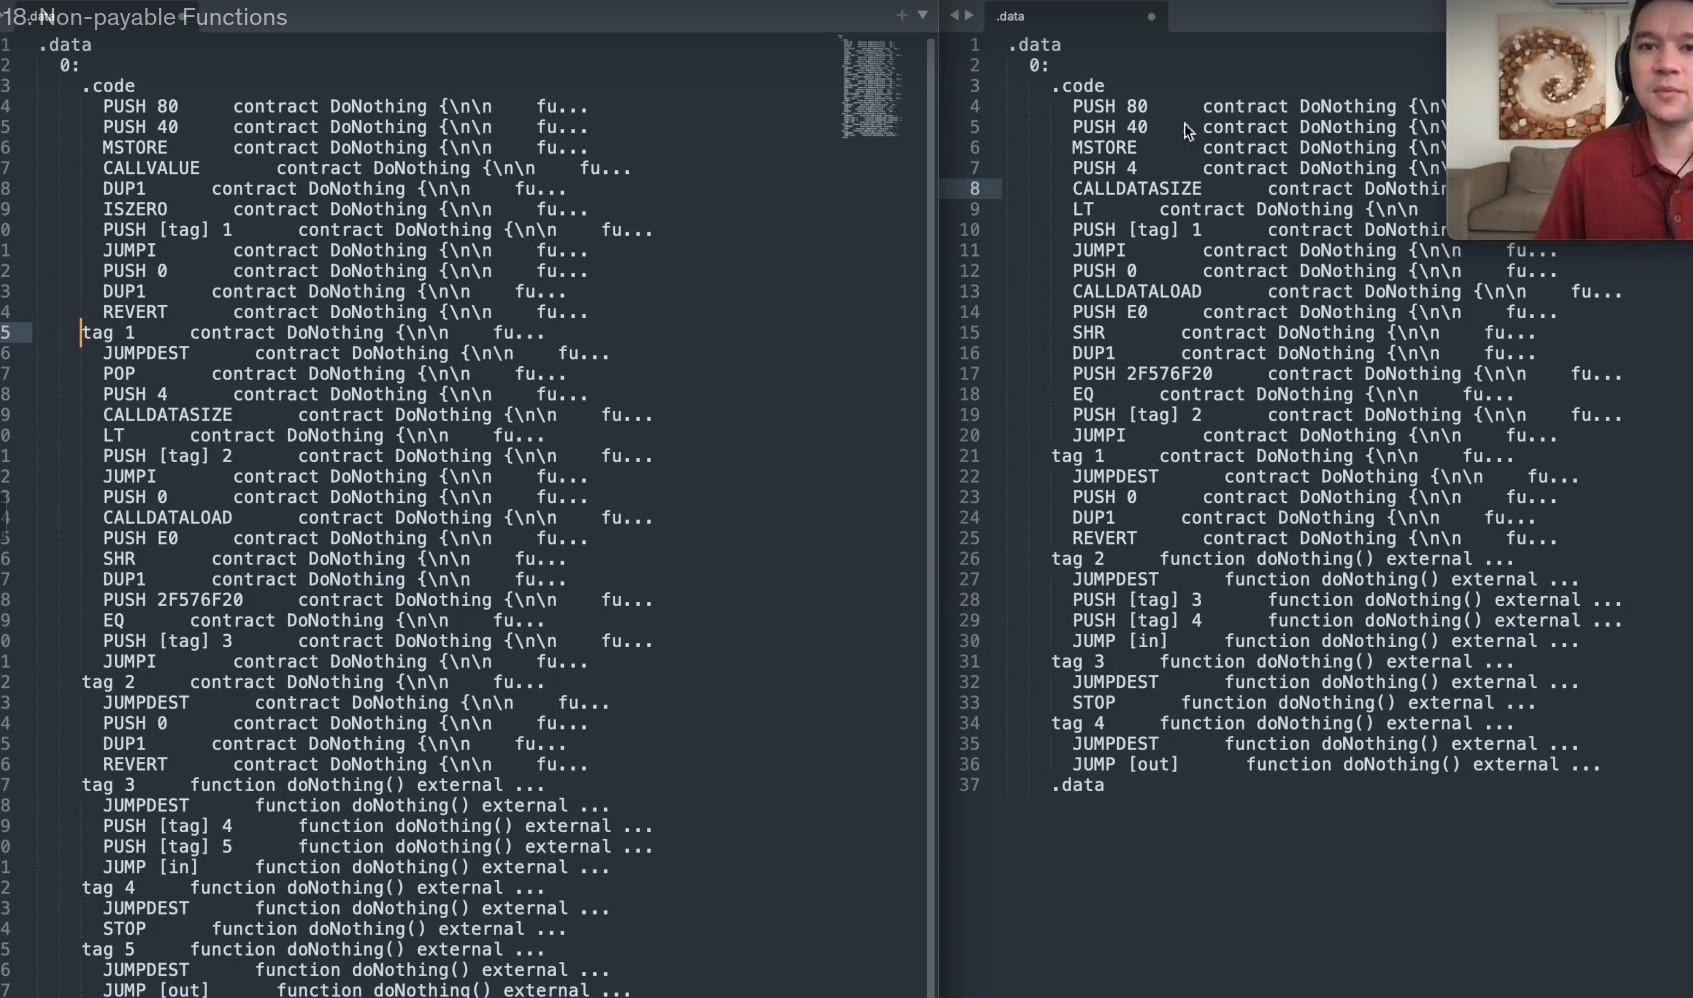 18. Non-payable Functions
.data
1 .data
2 0:
3 .code
4 PUSH 80 contract DoNothing {\n\n fu...
5 PUSH 40 contract DoNothing {\n\n fu...
6 MSTORE contract DoNothing {\n\n fu...
7 CALLVALUE contract DoNothing {\n\n fu...
8 DUP1 contract DoNothing {\n\n fu...
9 ISZERO contract DoNothing {\n\n fu...
0 PUSH [tag] 1 contract DoNothing {\n\n fu...
1 JUMPI contract DoNothing {\n\n fu...
2 PUSH 0 contract DoNothing {\n\n fu...
3 DUP1 contract DoNothing {\n\n fu...
4 REVERT contract DoNothing {\n\n fu...
5 tag 1 contract DoNothing {\n\n fu...
6 JUMPDEST contract DoNothing {\n\n fu...
7 POP contract DoNothing {\n\n fu...
8 PUSH 4 contract DoNothing {\n\n fu...
9 CALLDATASIZE contract DoNothing {\n\n fu...
0 LT contract DoNothing {\n\n fu...
1 PUSH [tag] 2 contract DoNothing {\n\n fu...
2 JUMPI contract DoNothing {\n\n fu...
3 PUSH 0 contract DoNothing {\n\n fu...
4 CALLDATALOAD contract DoNothing {\n\n fu...
5 PUSH E0 contract DoNothing {\n\n fu...
6 SHR contract DoNothing {\n\n fu...
7 DUP1 contract DoNothing {\n\n fu...
8 PUSH 2F576F20 contract DoNothing {\n\n fu...
9 EQ contract DoNothing {\n\n fu...
0 PUSH [tag] 3 contract DoNothing {\n\n fu...
1 JUMPI contract DoNothing {\n\n fu...
2 tag 2 contract DoNothing {\n\n fu...
3 JUMPDEST contract DoNothing {\n\n fu...
4 PUSH 0 contract DoNothing {\n\n fu...
5 DUP1 contract DoNothing {\n\n fu...
6 REVERT contract DoNothing {\n\n fu...
7 tag 3 function doNothing() external ...
8 JUMPDEST function doNothing() external ...
9 PUSH [tag] 4 function doNothing() external ...
0 PUSH [tag] 5 function doNothing() external ...
1 JUMP [in] function doNothing() external ...
2 tag 4 function doNothing() external ...
3 JUMPDEST function doNothing() external ...
4 STOP function doNothing() external ...
5 tag 5 function doNothing() external ...
6 JUMPDEST function doNothing() external ...
7 JUMP [out] function doNothing() external ...
.data
1 .data
2 0:
3 .code
4 PUSH 80 contract DoNothing {\n\
5 PUSH 40 contract DoNothing {\n\
6 MSTORE contract DoNothing {\n\
7 PUSH 4 contract DoNothing {\n\
8 CALLDATASIZE contract DoNothin
9 LT contract DoNothing {\n\n
10 PUSH [tag] 1 contract DoNothin
11 JUMPI contract DoNothing {\n\n fu...
12 PUSH 0 contract DoNothing {\n\n fu...
13 CALLDATALOAD contract DoNothing {\n\n fu...
14 PUSH E0 contract DoNothing {\n\n fu...
15 SHR contract DoNothing {\n\n fu...
16 DUP1 contract DoNothing {\n\n fu...
17 PUSH 2F576F20 contract DoNothing {\n\n fu...
18 EQ contract DoNothing {\n\n fu...
19 PUSH [tag] 2 contract DoNothing {\n\n fu...
20 JUMPI contract DoNothing {\n\n fu...
21 tag 1 contract DoNothing {\n\n fu...
22 JUMPDEST contract DoNothing {\n\n fu...
23 PUSH 0 contract DoNothing {\n\n fu...
24 DUP1 contract DoNothing {\n\n fu...
25 REVERT contract DoNothing {\n\n fu...
26 tag 2 function doNothing() external ...
27 JUMPDEST function doNothing() external ...
28 PUSH [tag] 3 function doNothing() external ...
29 PUSH [tag] 4 function doNothing() external ...
30 JUMP [in] function doNothing() external ...
31 tag 3 function doNothing() external ...
32 JUMPDEST function doNothing() external ...
33 STOP function doNothing() external ...
34 tag 4 function doNothing() external ...
35 JUMPDEST function doNothing() external ...
36 JUMP [out] function doNothing() external ...
37 .data